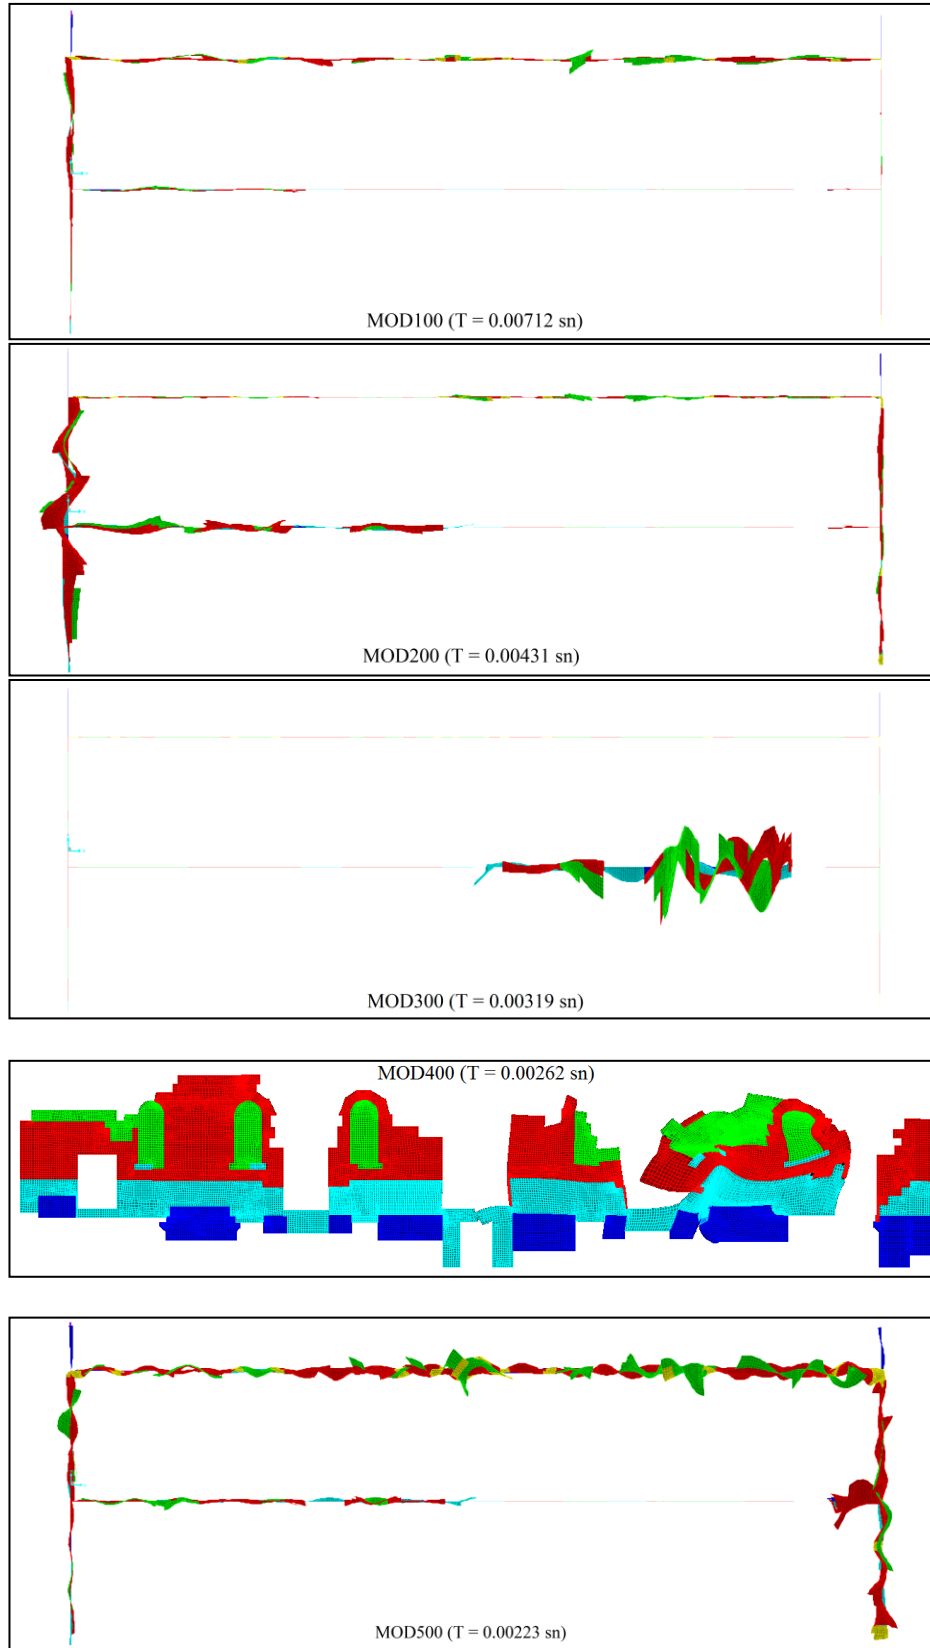 MOD100 (T = 0.00712 sn)
MOD200 (T = 0.00431 sn)
MOD300 (T = 0.00319 sn)
MOD400 (T = 0.00262 sn)
MOD500 (T = 0.00223 sn)